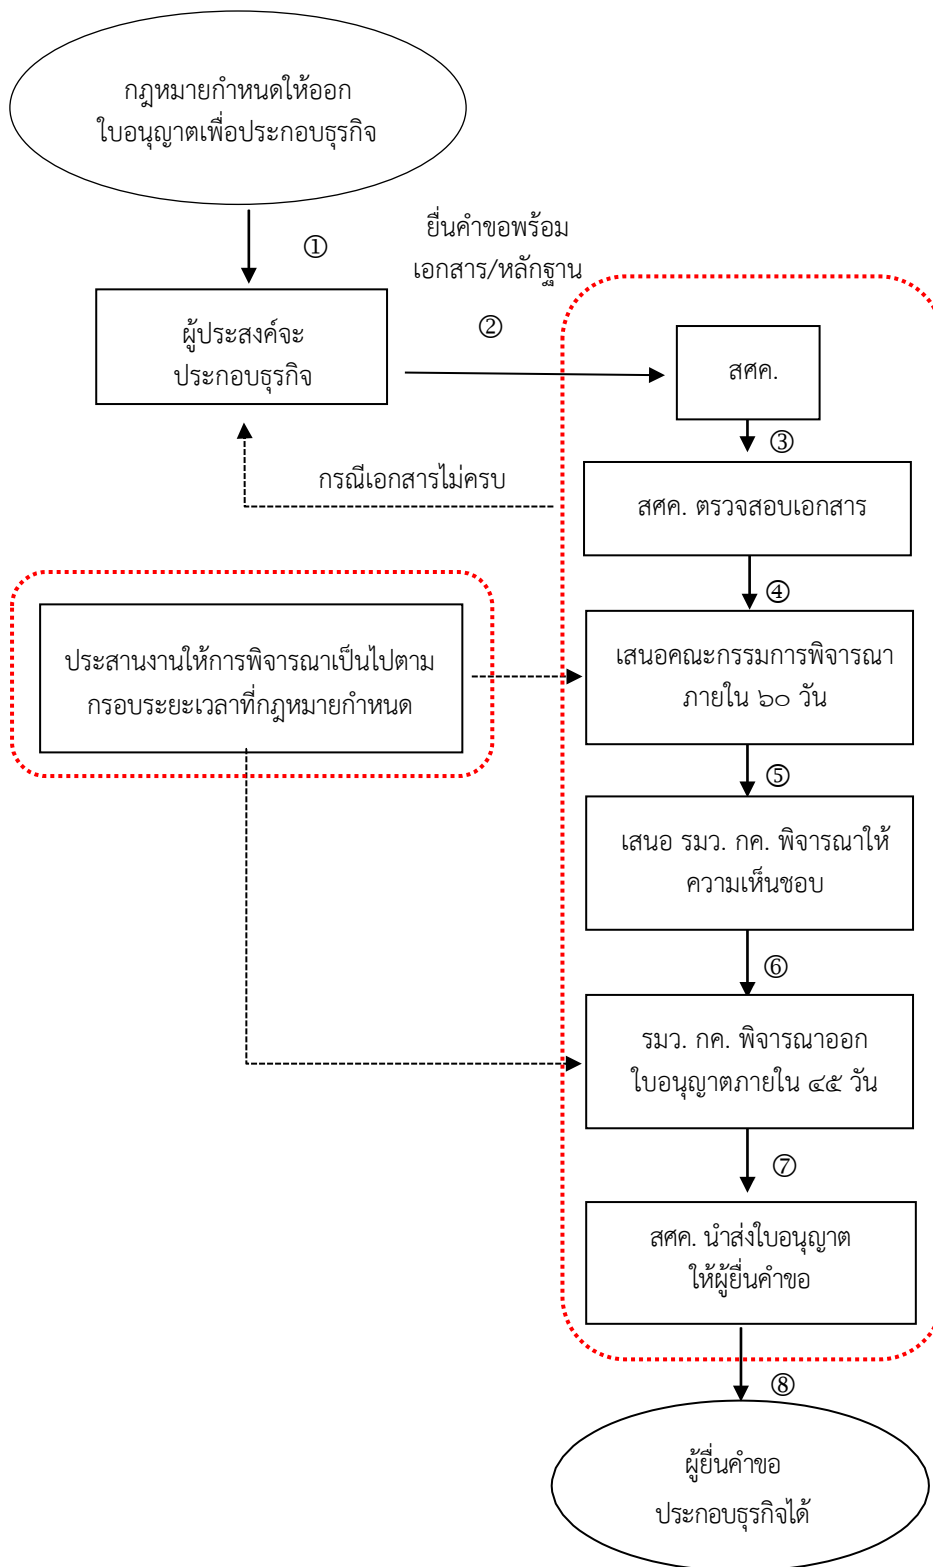 กฎหมายกำหนดให้ออก
ใบอนุญาตเพื่อประกอบธุรกิจ
①
ยื่นคำขอพร้อม
เอกสาร/หลักฐาน
②
ผู้ประสงค์จะ
ประกอบธุรกิจ
สศค.
③
กรณีเอกสารไม่ครบ
สศค. ตรวจสอบเอกสาร
④
ประสานงานให้การพิจารณาเป็นไปตาม
กรอบระยะเวลาที่กฎหมายกำหนด
เสนอคณะกรรมการพิจารณา
ภายใน ๖๐ วัน
⑤
เสนอ รมว. กค. พิจารณาให้
ความเห็นชอบ
⑥
รมว. กค. พิจารณาออก
ใบอนุญาตภายใน ๔๕ วัน
⑦
สศค. นำส่งใบอนุญาต
ให้ผู้ยื่นคำขอ
⑧
ผู้ยื่นคำขอ
ประกอบธุรกิจได้